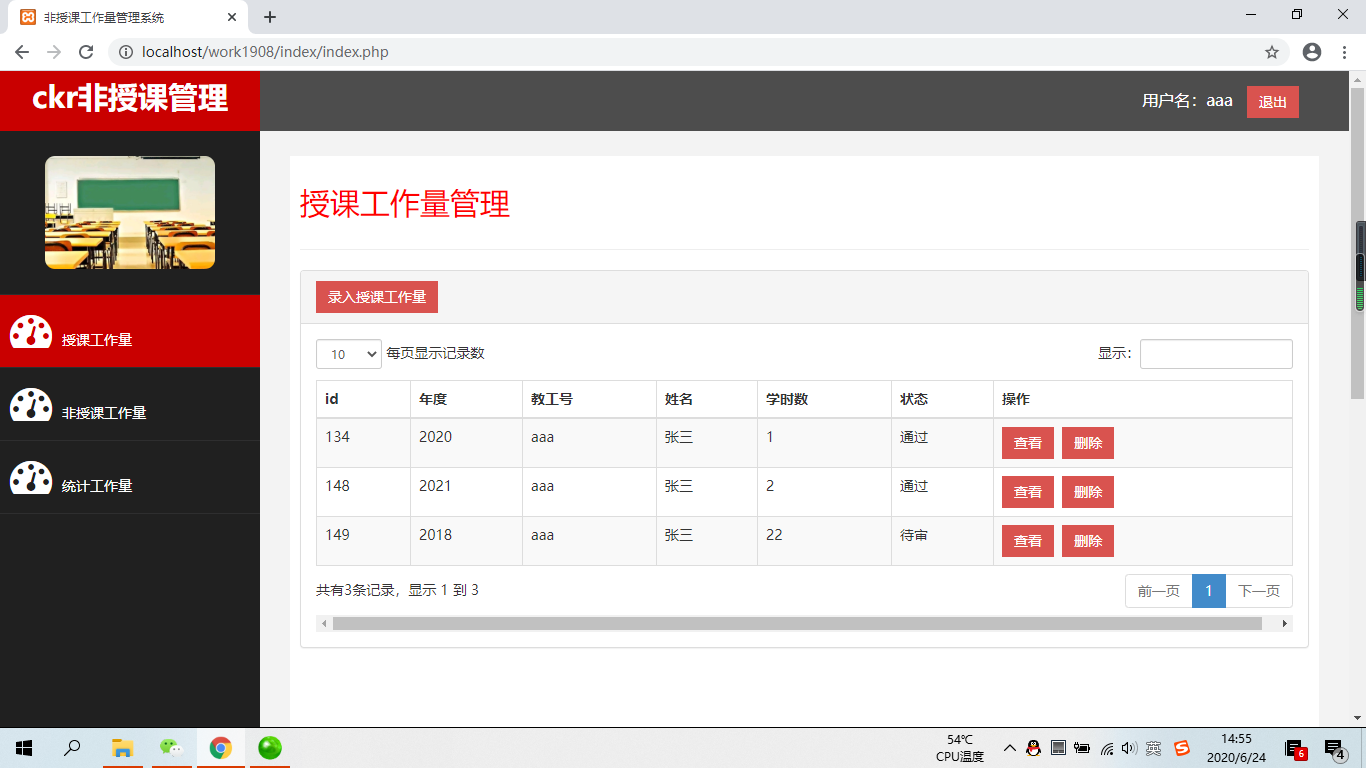 非授课工作量管理系统
localhost/work1908/index/index.php
ckr非授课管理
用户名：aaa 退出
授课工作量
非授课工作量
统计工作量
授课工作量管理
录入授课工作量
10 每页显示记录数 显示：
id 年度 教工号 姓名 学时数 状态 操作
134 2020 aaa 张三 1 通过 查看 删除
148 2021 aaa 张三 2 通过 查看 删除
149 2018 aaa 张三 22 待审 查看 删除
共有3条记录，显示 1 到 3 前一页 1 下一页
54℃
CPU温度
英
14:55
2020/6/24
6
4